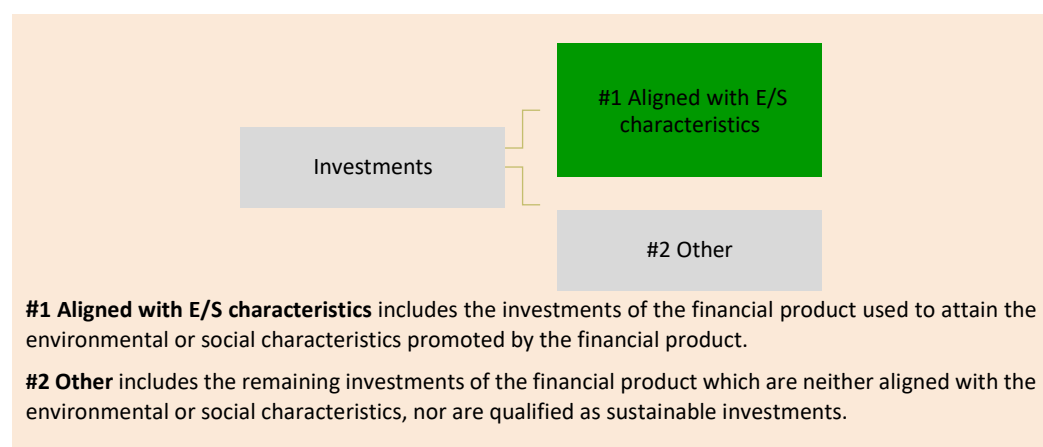 #1 Aligned with E/S
characteristics
Investments
#2 Other
#1 Aligned with E/S characteristics includes the investments of the financial product used to attain the
environmental or social characteristics promoted by the financial product.
#2 Other includes the remaining investments of the financial product which are neither aligned with the
environmental or social characteristics, nor are qualified as sustainable investments.